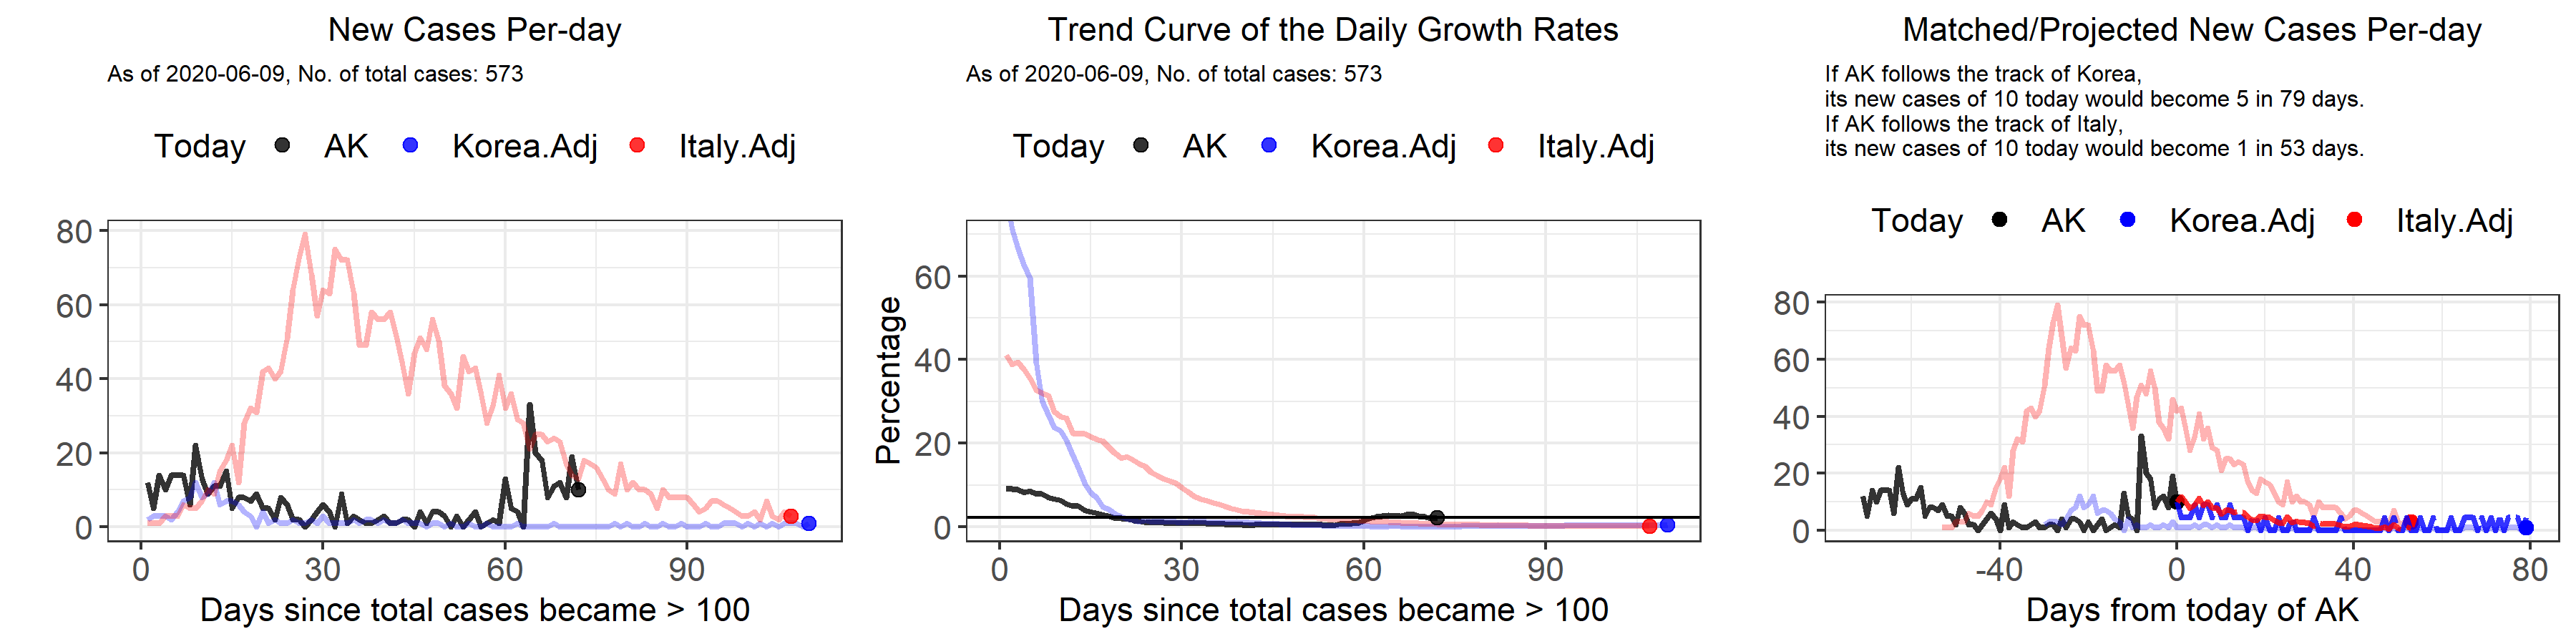 New Cases Per-day
As of 2020-06-09, No. of total cases: 573
Today AK Korea.Adj Italy.Adj
80
60
40
20
0
0 30 60 90
Days since total cases became > 100
Trend Curve of the Daily Growth Rates
As of 2020-06-09, No. of total cases: 573
Today AK Korea.Adj Italy.Adj
Percentage
60
40
20
0
0 30 60 90
Days since total cases became > 100
Matched/Projected New Cases Per-day
If AK follows the track of Korea,
its new cases of 10 today would become 5 in 79 days.
If AK follows the track of Italy,
its new cases of 10 today would become 1 in 53 days.
Today AK Korea.Adj Italy.Adj
80
60
40
20
0
-40 0 40 80
Days from today of AK